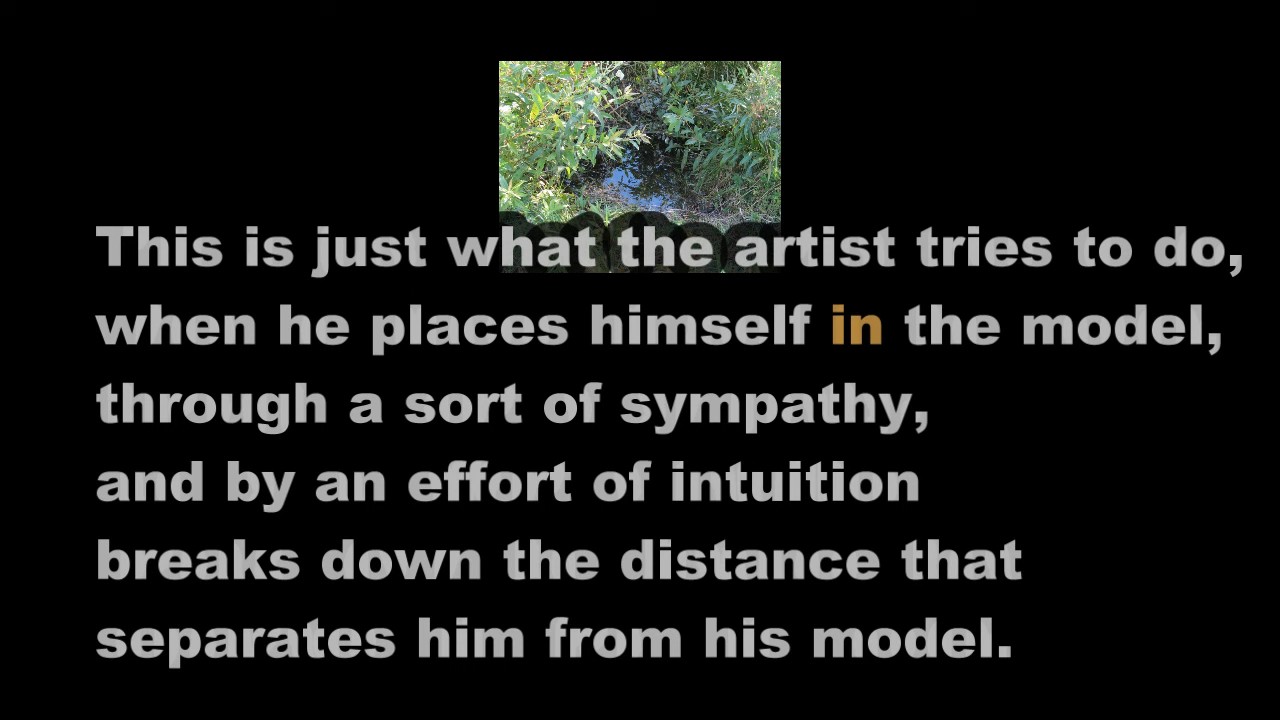 This is just what the artist tries to do,
when he places himself in the model,
through a sort of sympathy,
and by an effort of intuition
breaks down the distance that
separates him from his model.